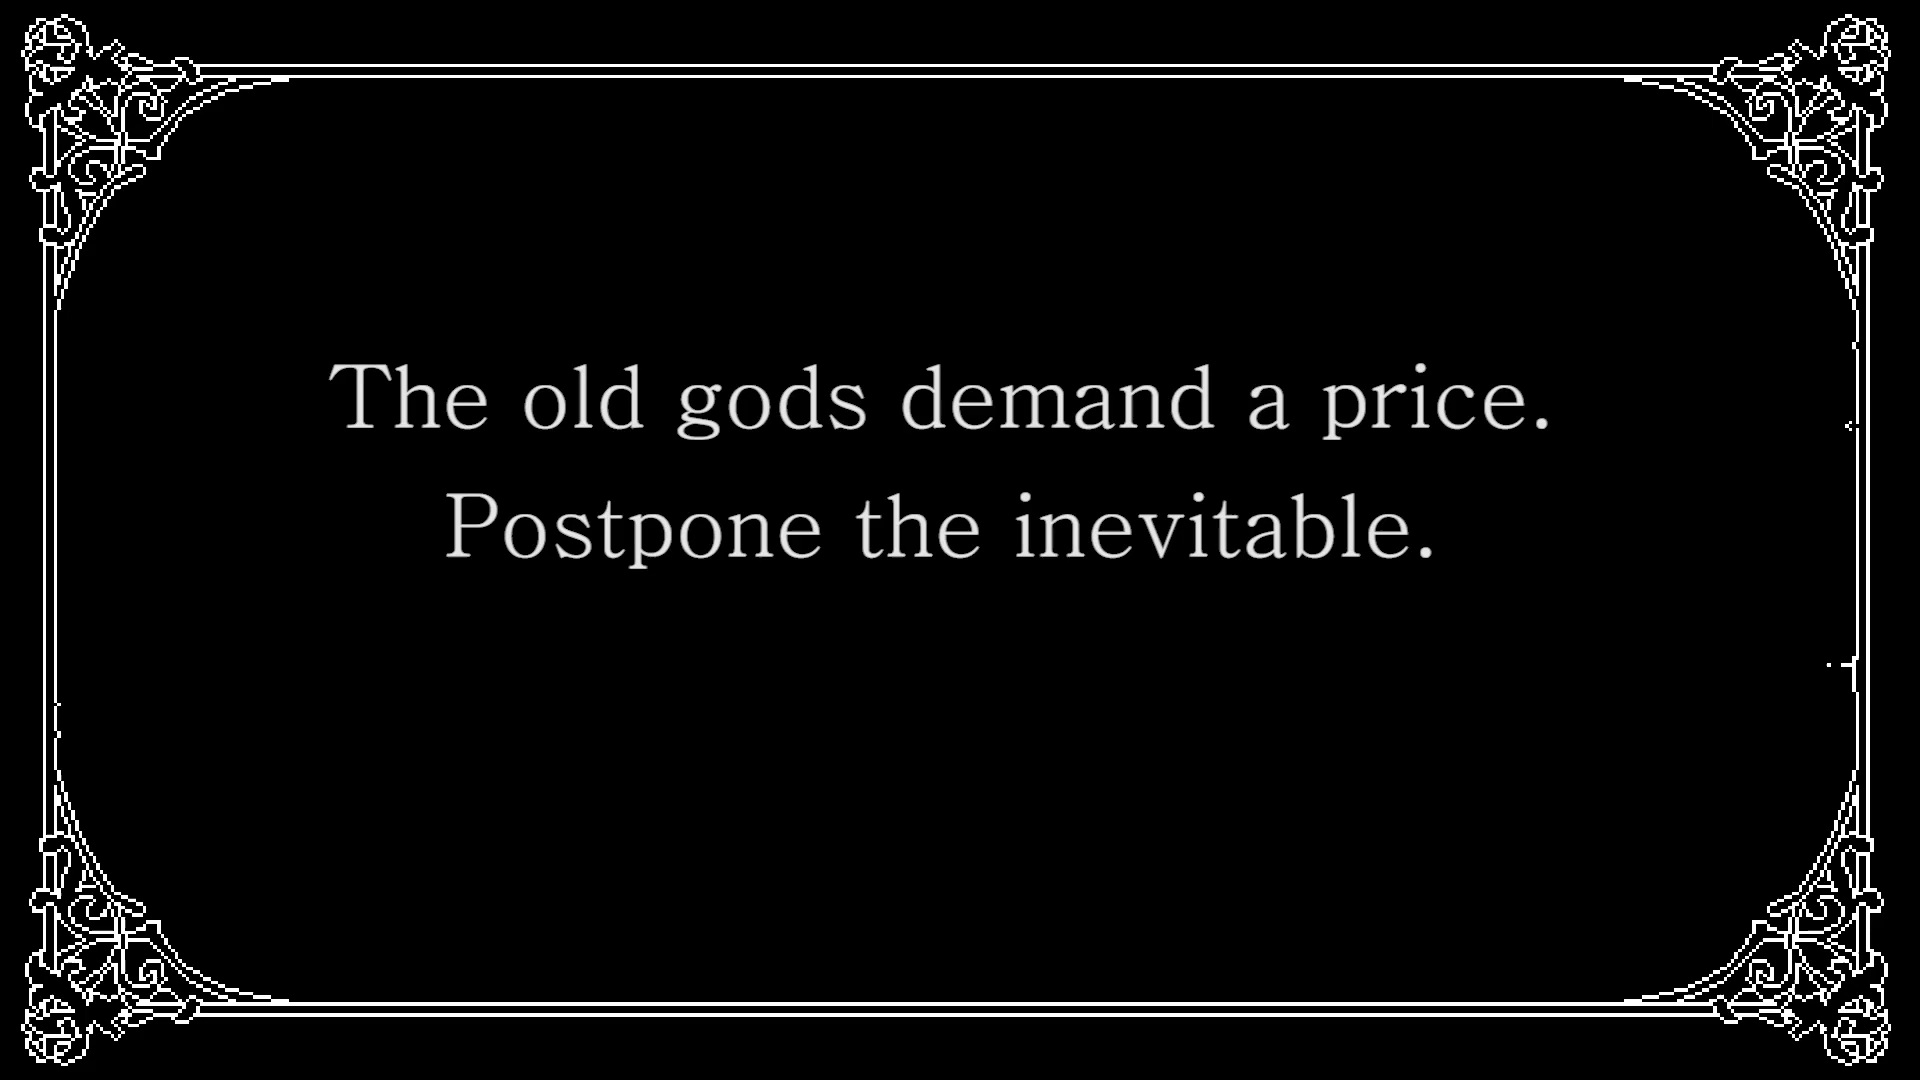 The old gods demand a price.
Postpone the inevitable.